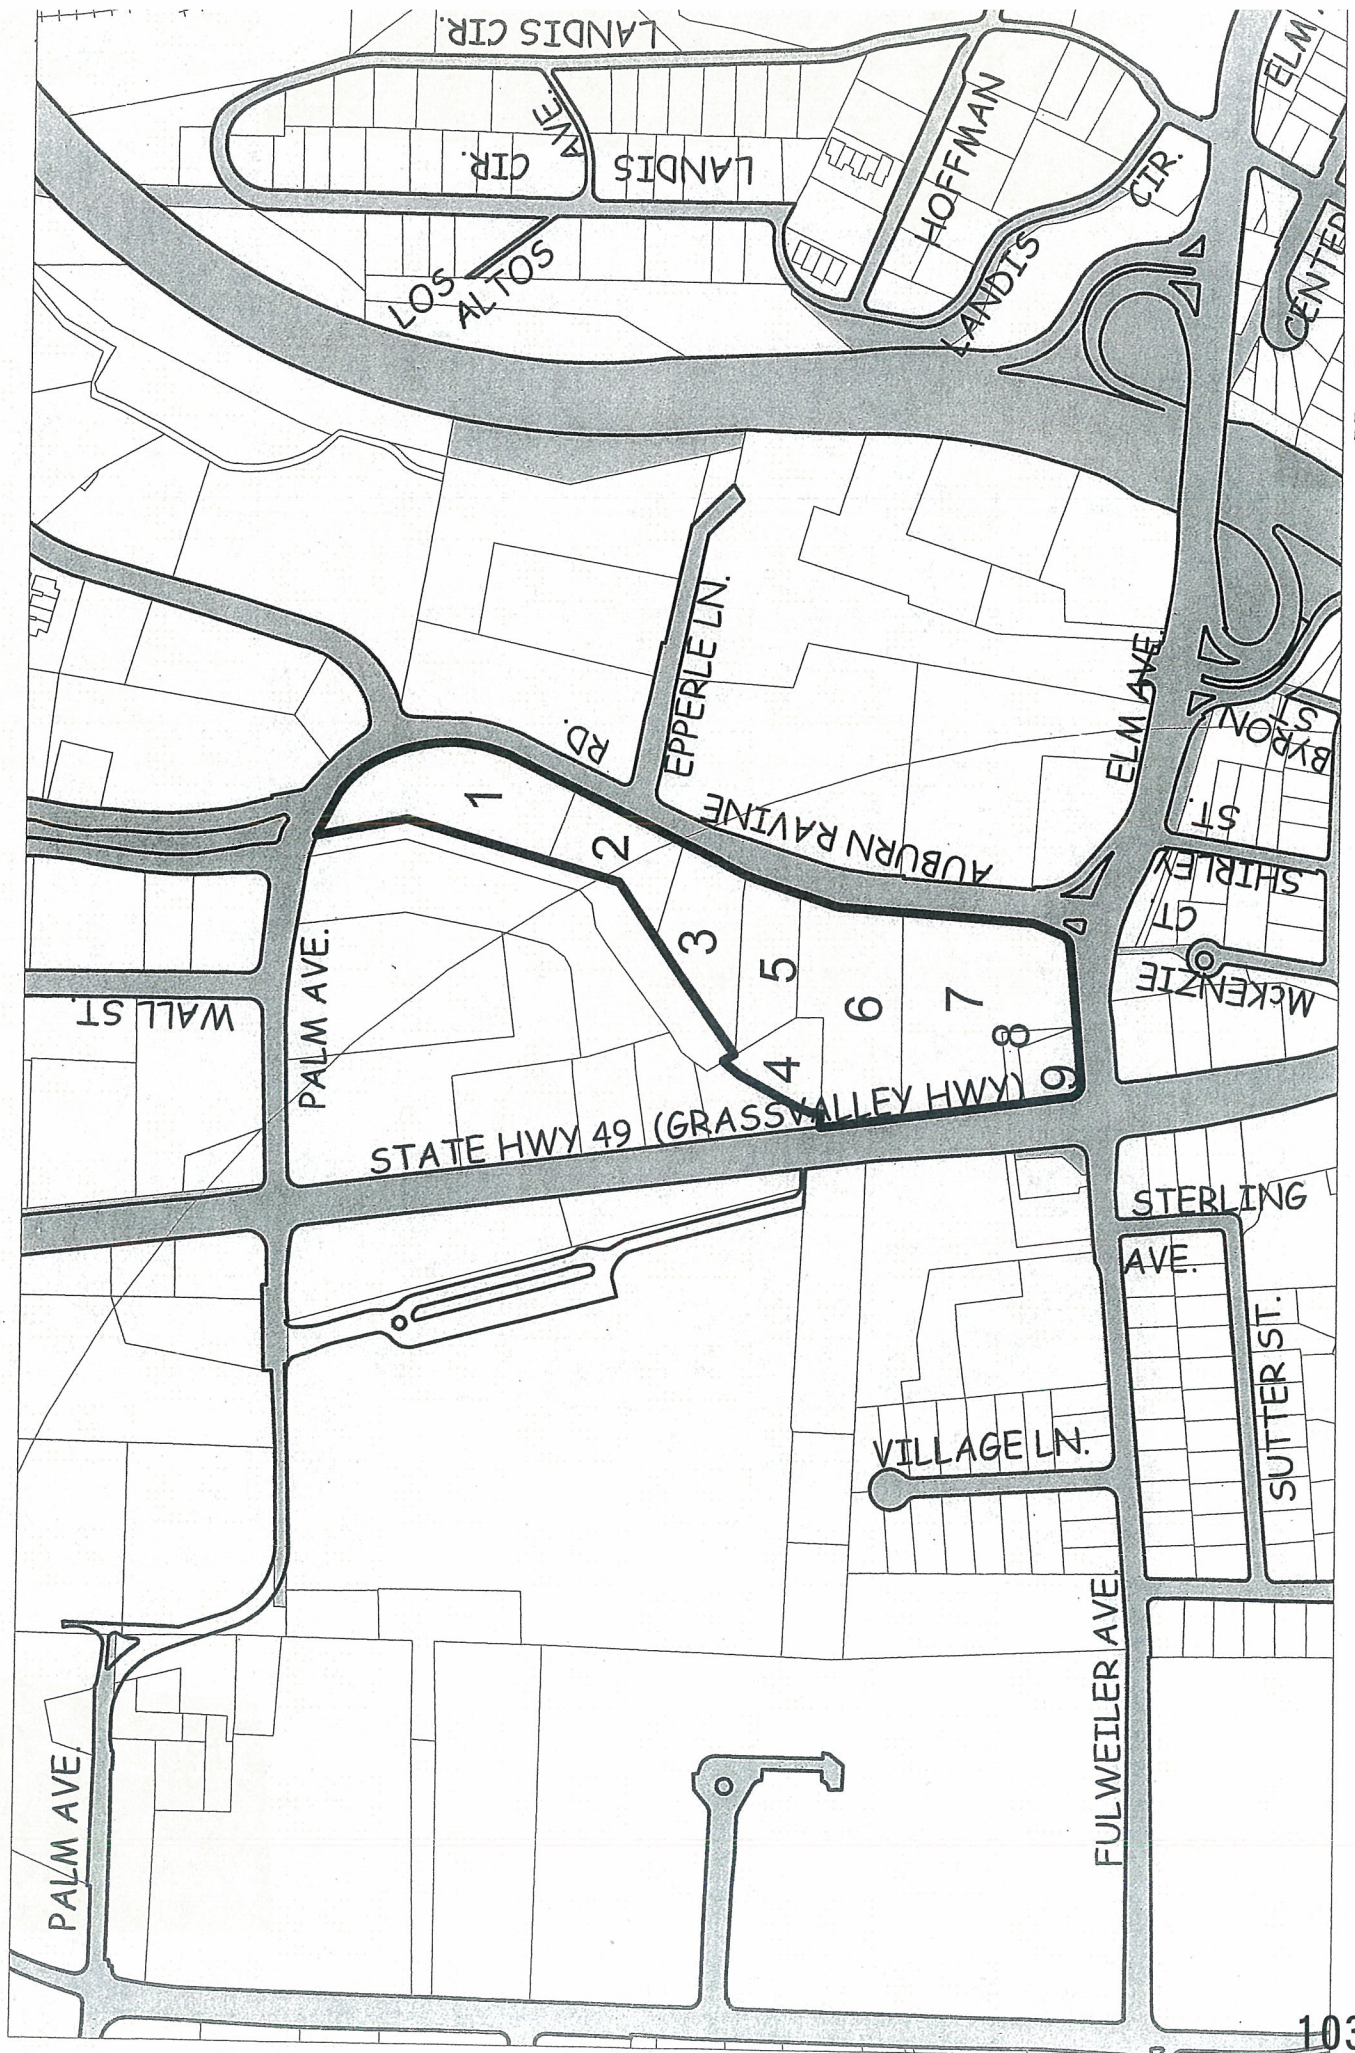 LANDIS CIR.
ELM
AVE.
CIR.
LANDIS
HOFFMAN
CIR.
LOS
ALTOS
LANDIS
CENTER
EPPERLE LN.
RD.
AUBURN RAVINE
ELM AVE.
BYRON
ST.
ST.
SHIRLEY
CT
McKENZIE
1
2
3
4
5
6
7
8
9
WALL ST.
PALM AVE.
STATE HWY 49 (GRASSVALLEY HWY)
STERLING
AVE.
SUTTER ST.
VILLAGE LN.
FULWEILER AVE.
PALM AVE.
103